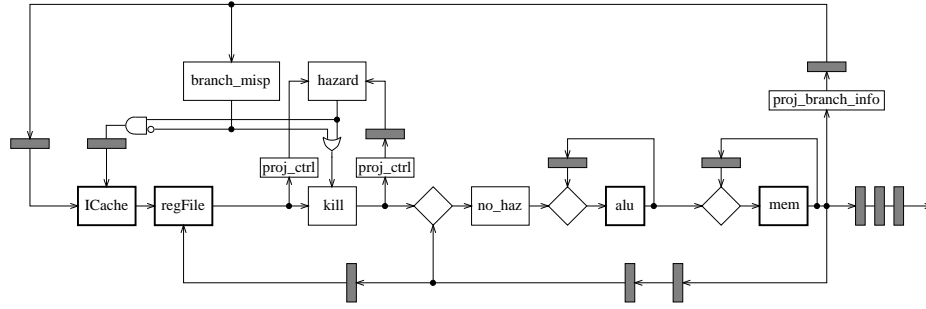 branch_misp
hazard
proj_branch_info
proj_ctrl
proj_ctrl
ICache
regFile
kill
no_haz
alu
mem